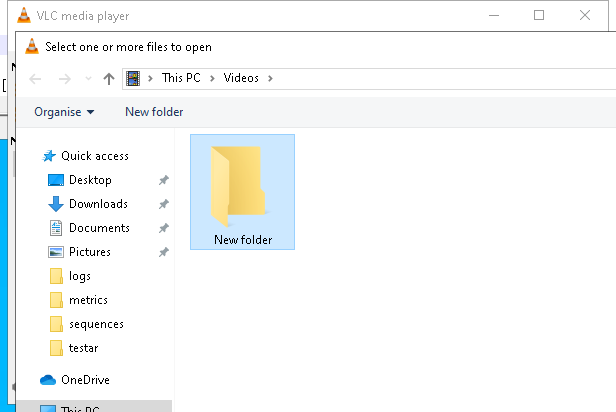 VLC media player
Select one or more files to open
This PC Videos
Organise New folder
Quick access
Desktop
Downloads
Documents
Pictures
logs
metrics
sequences
testar
OneDrive
This PC
New folder